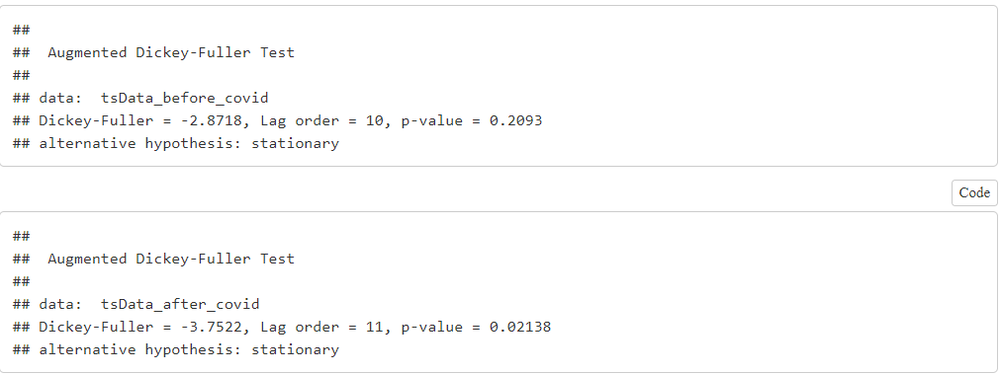 ##
##  Augmented Dickey-Fuller Test
##
## data:  tsData_before_covid
## Dickey-Fuller = -2.8718, Lag order = 10, p-value = 0.2093
## alternative hypothesis: stationary
Code
##
##  Augmented Dickey-Fuller Test
##
## data:  tsData_after_covid
## Dickey-Fuller = -3.7522, Lag order = 11, p-value = 0.02138
## alternative hypothesis: stationary